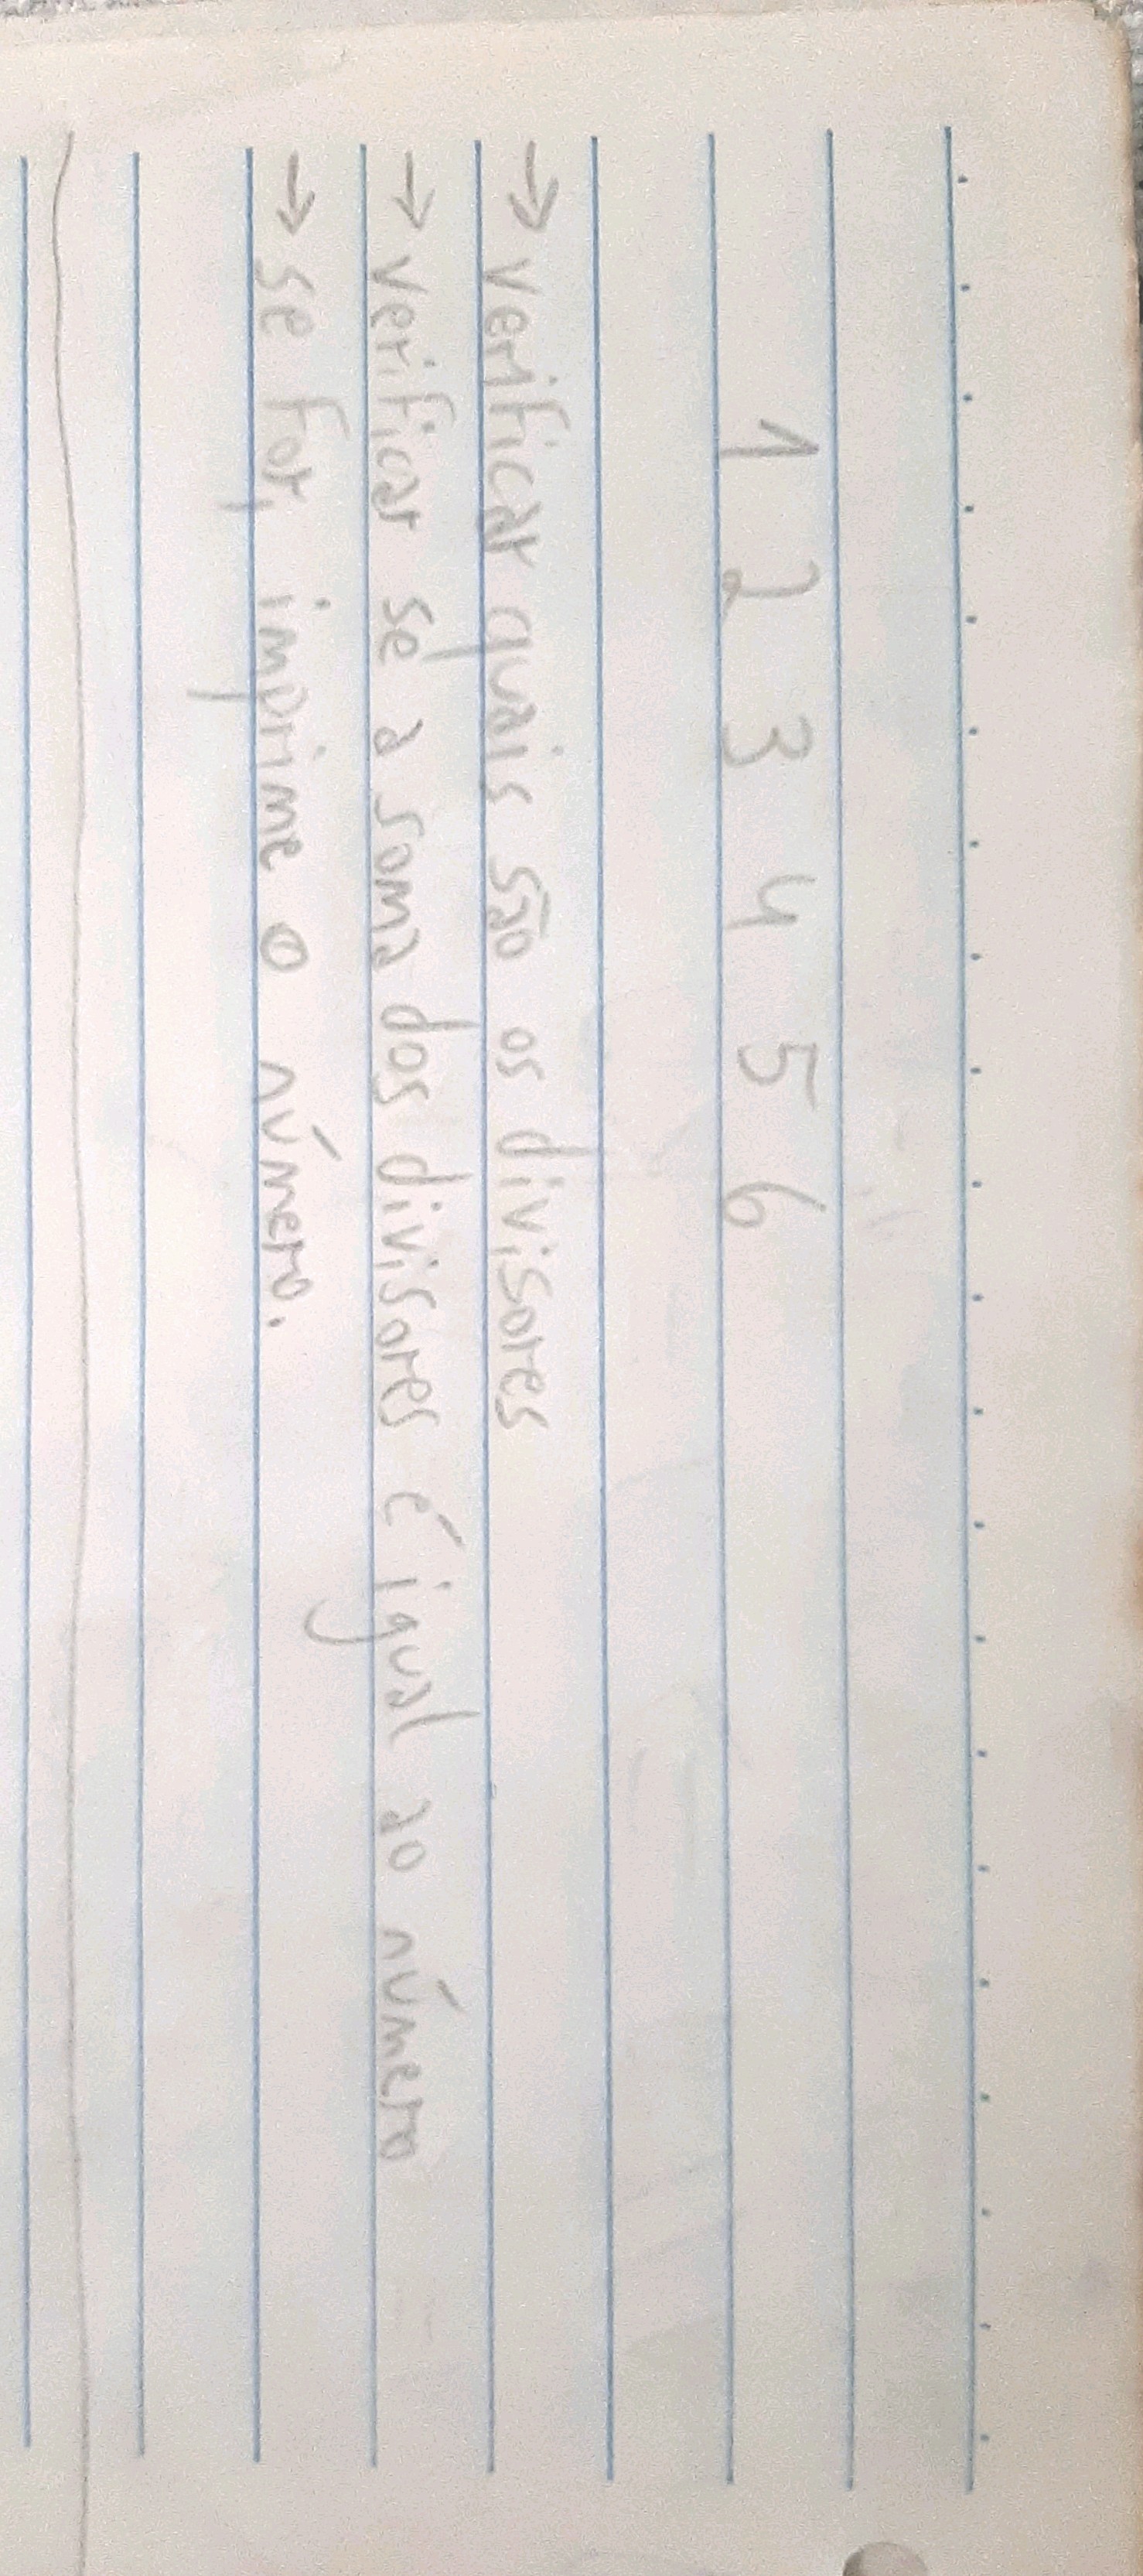 1 2 3 4 5 6
→ verificar quais são os divisores
→ verificar se a soma dos divisores é igual ao número
→ se for, imprime o número.